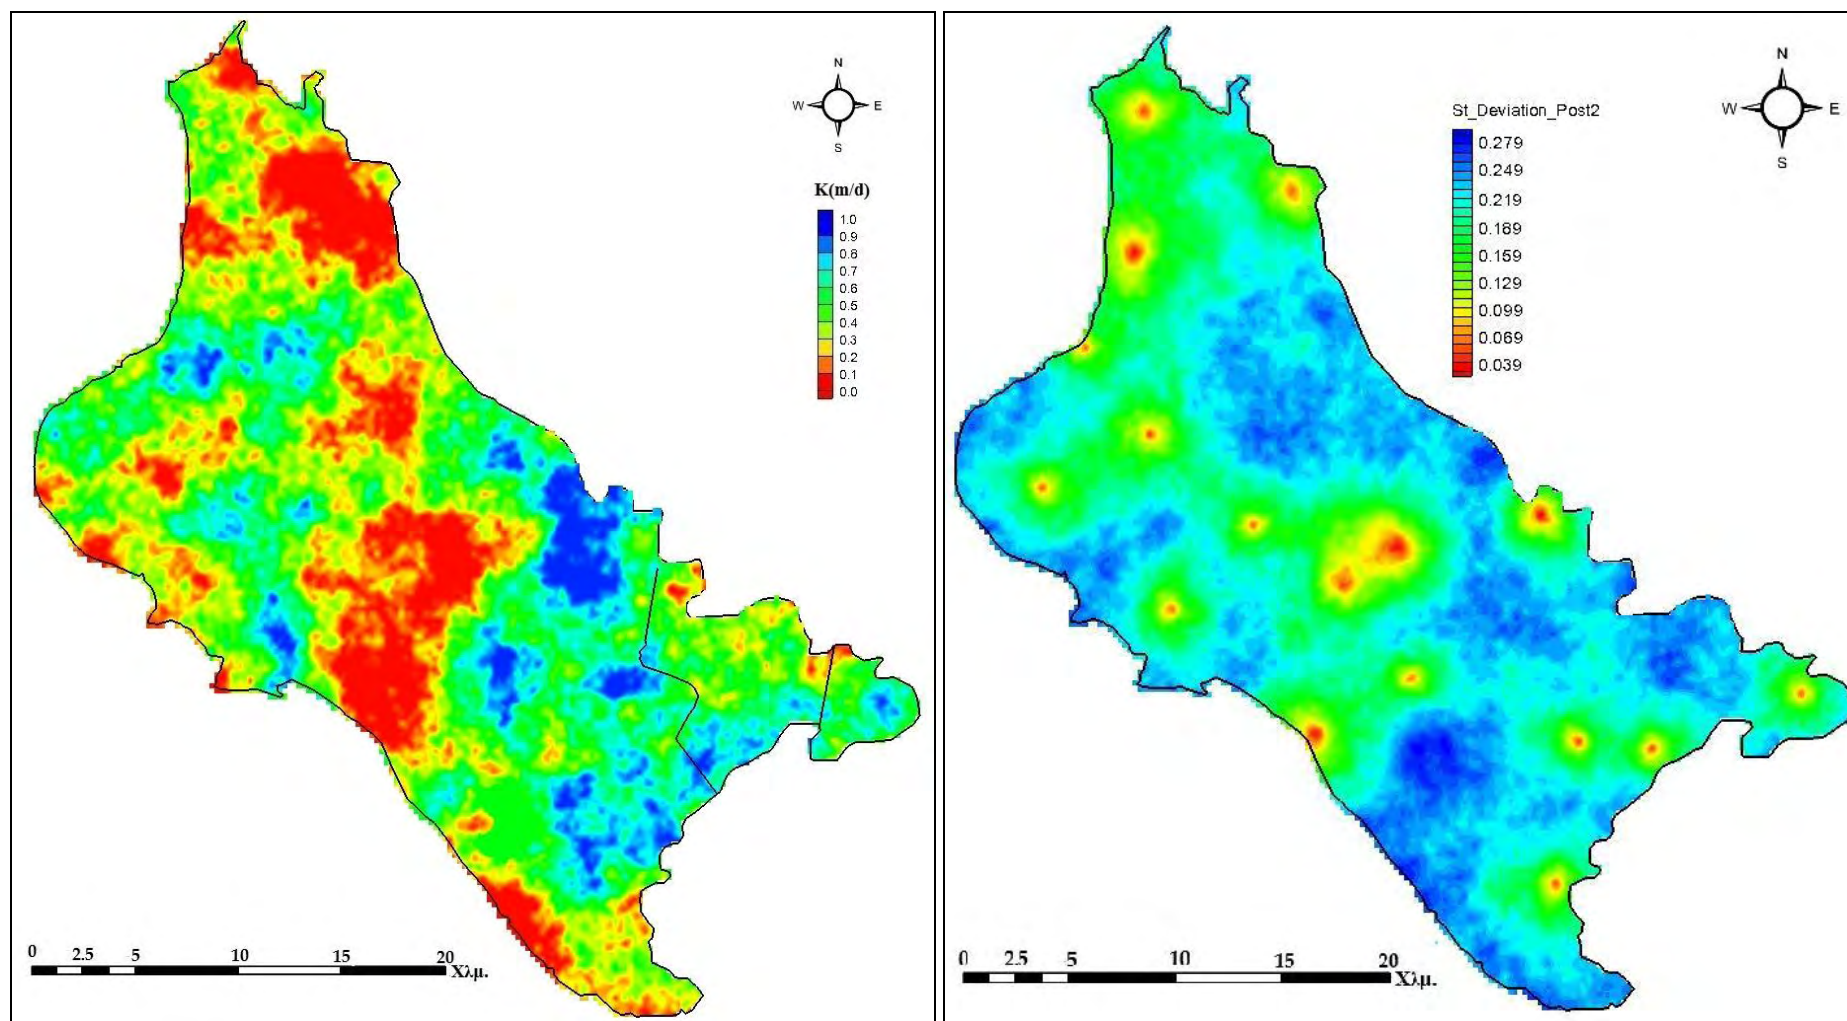 N
W E
S
K(m/d)
1.0
0.9
0.8
0.7
0.6
0.5
0.4
0.3
0.2
0.1
0.0
0 2.5 5 10 15 20
Χλμ.
N
W E
S
St_Deviation_Post2
0.279
0.249
0.219
0.189
0.159
0.129
0.099
0.069
0.039
0 2.5 5 10 15 20
Χλμ.